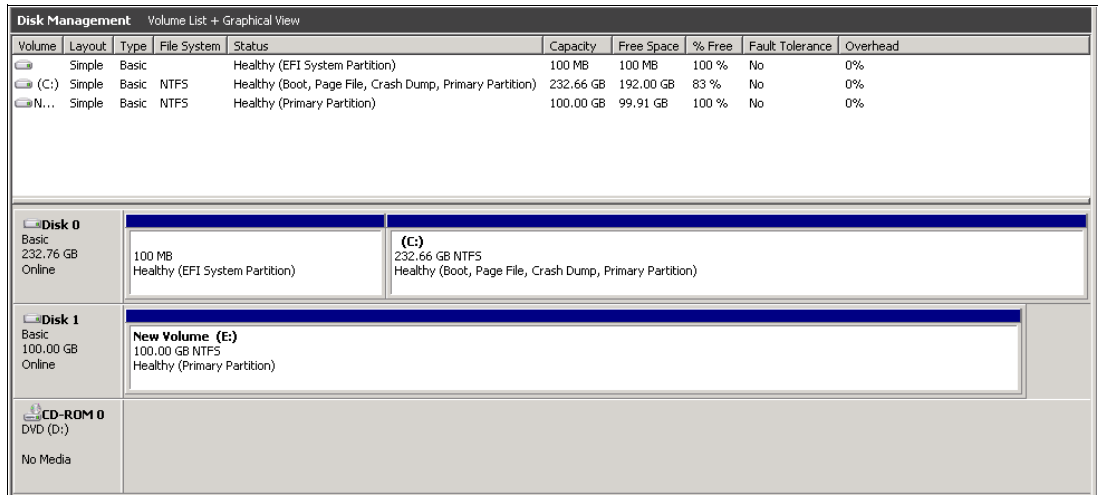 Disk Management Volume List + Graphical View
Volume Layout Type File System Status Capacity Free Space % Free Fault Tolerance Overhead
Simple Basic Healthy (EFI System Partition) 100 MB 100 MB 100 % No 0%
(C:) Simple Basic NTFS Healthy (Boot, Page File, Crash Dump, Primary Partition) 232.66 GB 192.00 GB 83 % No 0%
N... Simple Basic NTFS Healthy (Primary Partition) 100.00 GB 99.91 GB 100 % No 0%
Disk 0
Basic
232.76 GB
Online
100 MB
Healthy (EFI System Partition)
(C:)
232.66 GB NTFS
Healthy (Boot, Page File, Crash Dump, Primary Partition)
Disk 1
Basic
100.00 GB
Online
New Volume (E:)
100.00 GB NTFS
Healthy (Primary Partition)
CD-ROM 0
DVD (D:)
No Media